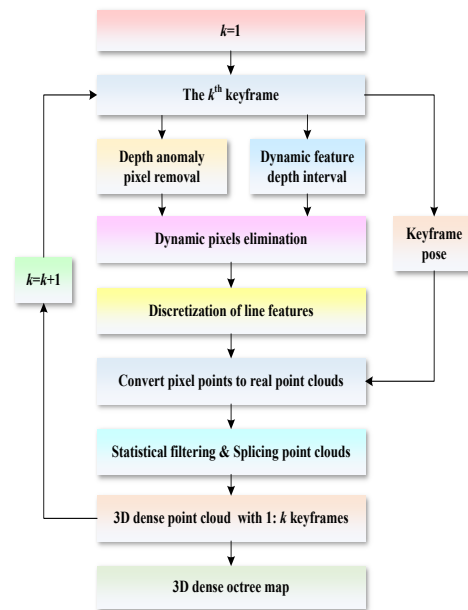 k=1
The kth keyframe
Depth anomaly
pixel removal
Dynamic feature
depth interval
Dynamic pixels elimination
Keyframe
pose
k=k+1
Discretization of line features
Convert pixel points to real point clouds
Statistical filtering & Splicing point clouds
3D dense point cloud with 1: k keyframes
3D dense octree map